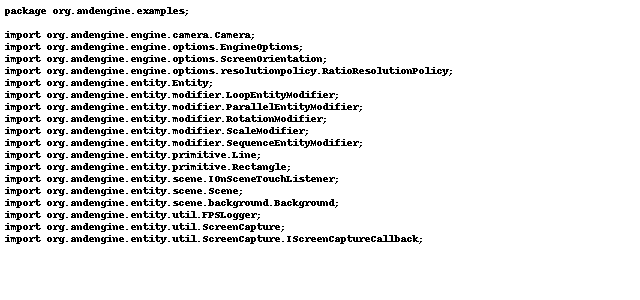 package org.andengine.examples;

import org.andengine.engine.camera.Camera;
import org.andengine.engine.options.EngineOptions;
import org.andengine.engine.options.ScreenOrientation;
import org.andengine.engine.options.resolutionpolicy.RatioResolutionPolicy;
import org.andengine.entity.Entity;
import org.andengine.entity.modifier.LoopEntityModifier;
import org.andengine.entity.modifier.ParallelEntityModifier;
import org.andengine.entity.modifier.RotationModifier;
import org.andengine.entity.modifier.ScaleModifier;
import org.andengine.entity.modifier.SequenceEntityModifier;
import org.andengine.entity.primitive.Line;
import org.andengine.entity.primitive.Rectangle;
import org.andengine.entity.scene.IOnSceneTouchListener;
import org.andengine.entity.scene.Scene;
import org.andengine.entity.scene.background.Background;
import org.andengine.entity.util.FPSLogger;
import org.andengine.entity.util.ScreenCapture;
import org.andengine.entity.util.ScreenCapture.IScreenCaptureCallback;